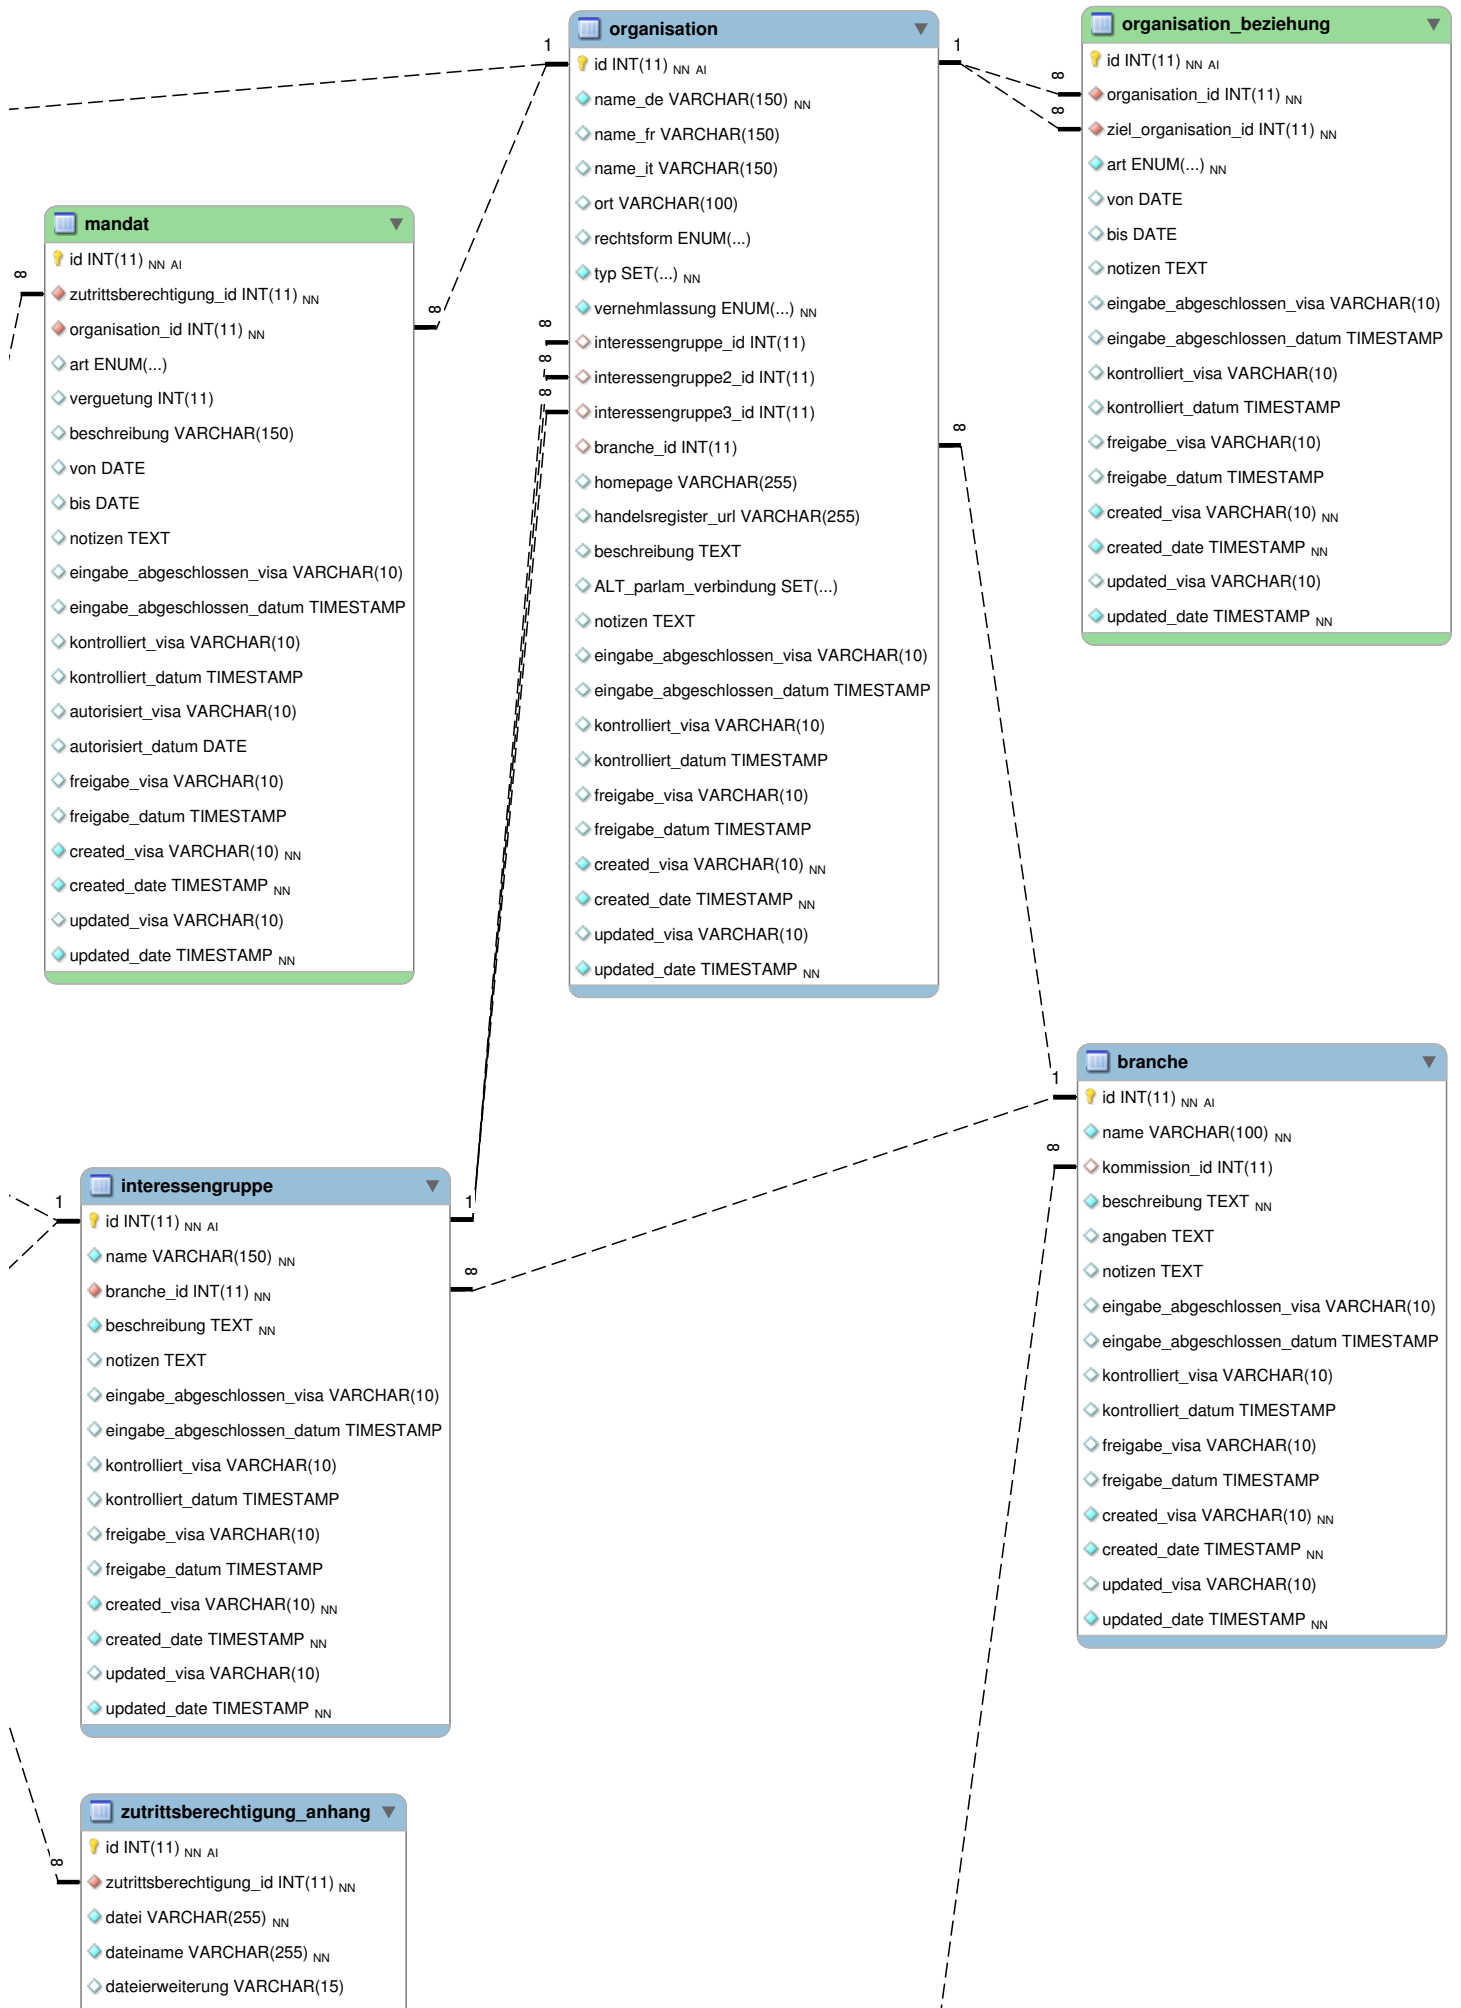 organisation
1
id INT(11) NN AI
name_de VARCHAR(150) NN
name_fr VARCHAR(150)
name_it VARCHAR(150)
ort VARCHAR(100)
rechtsform ENUM(...)
typ SET(...) NN
vernehmlassung ENUM(...) NN
∞
interessengruppe_id INT(11)
∞
interessengruppe2_id INT(11)
∞
interessengruppe3_id INT(11)
branche_id INT(11)
∞
homepage VARCHAR(255)
handelsregister_url VARCHAR(255)
beschreibung TEXT
ALT_parlam_verbindung SET(...)
notizen TEXT
eingabe_abgeschlossen_visa VARCHAR(10)
eingabe_abgeschlossen_datum TIMESTAMP
kontrolliert_visa VARCHAR(10)
kontrolliert_datum TIMESTAMP
freigabe_visa VARCHAR(10)
freigabe_datum TIMESTAMP
created_visa VARCHAR(10) NN
created_date TIMESTAMP NN
updated_visa VARCHAR(10)
updated_date TIMESTAMP NN
organisation_beziehung
1
id INT(11) NN AI
∞
organisation_id INT(11) NN
∞
ziel_organisation_id INT(11) NN
art ENUM(...) NN
von DATE
bis DATE
notizen TEXT
eingabe_abgeschlossen_visa VARCHAR(10)
eingabe_abgeschlossen_datum TIMESTAMP
kontrolliert_visa VARCHAR(10)
kontrolliert_datum TIMESTAMP
freigabe_visa VARCHAR(10)
freigabe_datum TIMESTAMP
created_visa VARCHAR(10) NN
created_date TIMESTAMP NN
updated_visa VARCHAR(10)
updated_date TIMESTAMP NN
mandat
id INT(11) NN AI
∞
zutrittsberechtigung_id INT(11) NN
organisation_id INT(11) NN
∞
art ENUM(...)
verguetung INT(11)
beschreibung VARCHAR(150)
von DATE
bis DATE
notizen TEXT
eingabe_abgeschlossen_visa VARCHAR(10)
eingabe_abgeschlossen_datum TIMESTAMP
kontrolliert_visa VARCHAR(10)
kontrolliert_datum TIMESTAMP
autorisiert_visa VARCHAR(10)
autorisiert_datum DATE
freigabe_visa VARCHAR(10)
freigabe_datum TIMESTAMP
created_visa VARCHAR(10) NN
created_date TIMESTAMP NN
updated_visa VARCHAR(10)
updated_date TIMESTAMP NN
branche
1
id INT(11) NN AI
name VARCHAR(100) NN
∞
kommission_id INT(11)
beschreibung TEXT NN
angaben TEXT
notizen TEXT
eingabe_abgeschlossen_visa VARCHAR(10)
eingabe_abgeschlossen_datum TIMESTAMP
kontrolliert_visa VARCHAR(10)
kontrolliert_datum TIMESTAMP
freigabe_visa VARCHAR(10)
freigabe_datum TIMESTAMP
created_visa VARCHAR(10) NN
created_date TIMESTAMP NN
updated_visa VARCHAR(10)
updated_date TIMESTAMP NN
interessengruppe
1
1
id INT(11) NN AI
name VARCHAR(150) NN
branche_id INT(11) NN
∞
beschreibung TEXT NN
notizen TEXT
eingabe_abgeschlossen_visa VARCHAR(10)
eingabe_abgeschlossen_datum TIMESTAMP
kontrolliert_visa VARCHAR(10)
kontrolliert_datum TIMESTAMP
freigabe_visa VARCHAR(10)
freigabe_datum TIMESTAMP
created_visa VARCHAR(10) NN
created_date TIMESTAMP NN
updated_visa VARCHAR(10)
updated_date TIMESTAMP NN
zutrittsberechtigung_anhang
id INT(11) NN AI
∞
zutrittsberechtigung_id INT(11) NN
datei VARCHAR(255) NN
dateiname VARCHAR(255) NN
dateierweiterung VARCHAR(15)